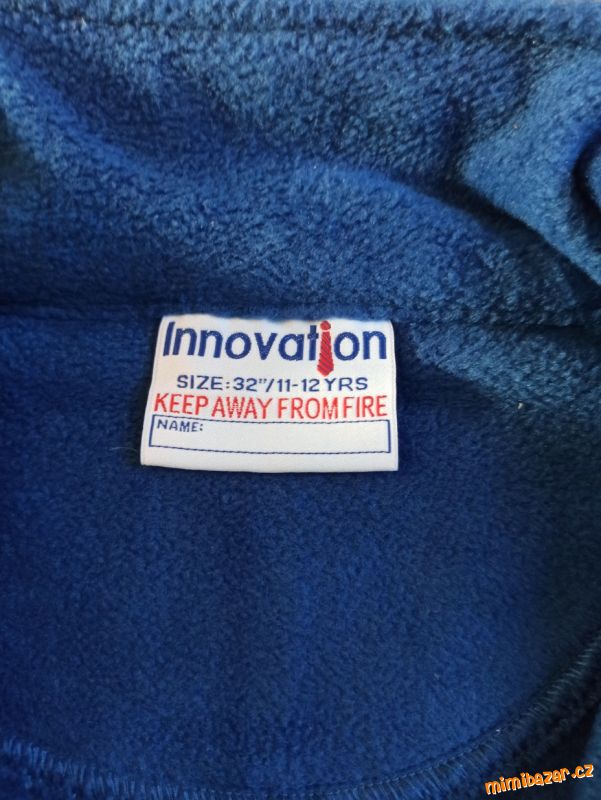 Innovation
SIZE:32"/11-12 YRS
KEEP AWAY FROM FIRE
NAME:
mimibazar.cz